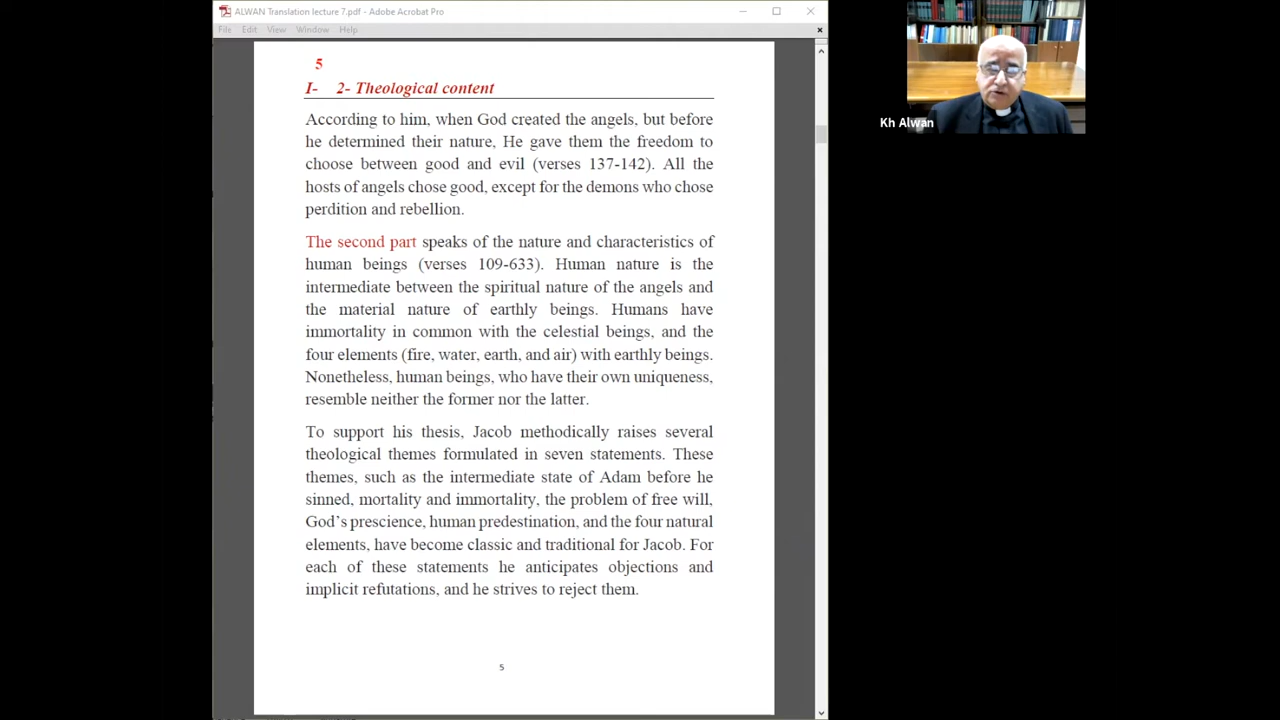 ALWAN Translation lecture 7.pdf - Adobe Acrobat Pro
File Edit View Window Help
5
I- 2- Theological content
According to him, when God created the angels, but before
he determined their nature, He gave them the freedom to
choose between good and evil (verses 137-142). All the
hosts of angels chose good, except for the demons who chose
perdition and rebellion.
The second part speaks of the nature and characteristics of
human beings (verses 109-633). Human nature is the
intermediate between the spiritual nature of the angels and
the material nature of earthly beings. Humans have
immortality in common with the celestial beings, and the
four elements (fire, water, earth, and air) with earthly beings.
Nonetheless, human beings, who have their own uniqueness,
resemble neither the former nor the latter.
To support his thesis, Jacob methodically raises several
theological themes formulated in seven statements. These
themes, such as the intermediate state of Adam before he
sinned, mortality and immortality, the problem of free will,
God's prescience, human predestination, and the four natural
elements, have become classic and traditional for Jacob. For
each of these statements he anticipates objections and
implicit refutations, and he strives to reject them.
5
Kh Alwan